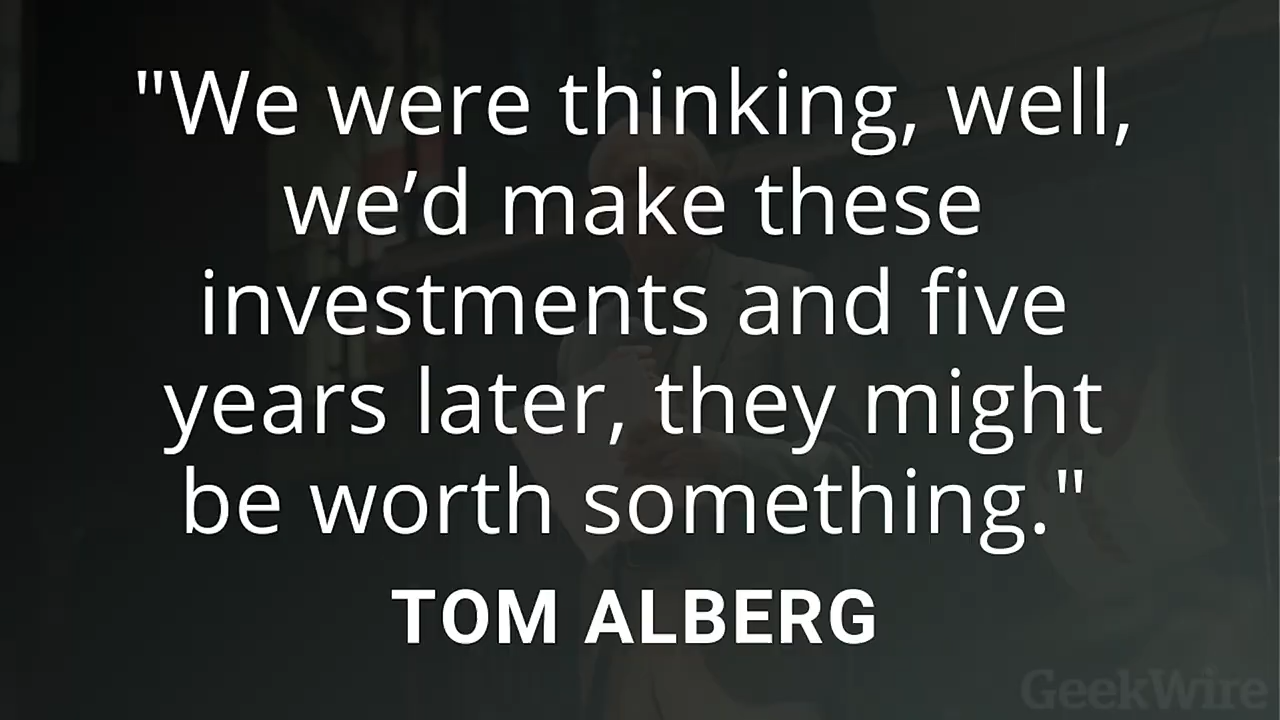 "We were thinking, well,
we’d make these
investments and five
years later, they might
be worth something."
TOM ALBERG
GeekWire